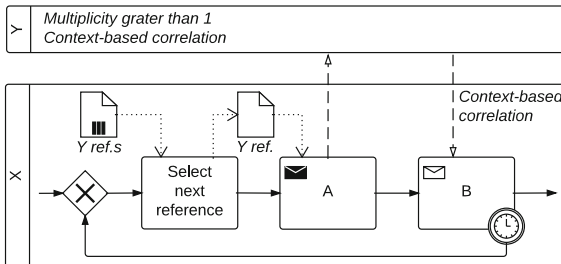 Y
Multiplicity grater than 1
Context-based correlation
Context-based
correlation
X
Y ref.s
Y ref.
Select
next
reference
A
B